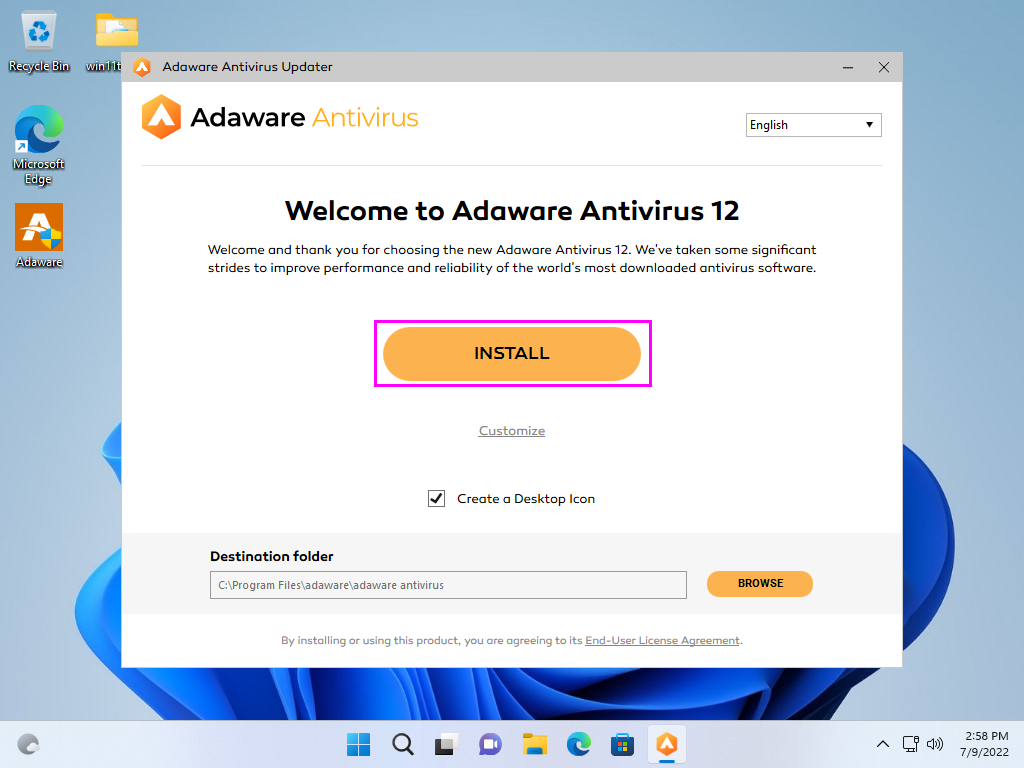 Recycle Bin
win11t
Microsoft
Edge
Adaware
Adaware Antivirus Updater
Adaware Antivirus
English
Welcome to Adaware Antivirus 12
Welcome and thank you for choosing the new Adaware Antivirus 12. We've taken some significant
strides to improve performance and reliability of the world's most downloaded antivirus software.
INSTALL
Customize
Create a Desktop Icon
Destination folder
C:\Program Files\adaware\adaware antivirus
BROWSE
By installing or using this product, you are agreeing to its End-User License Agreement.
2:58 PM
7/9/2022